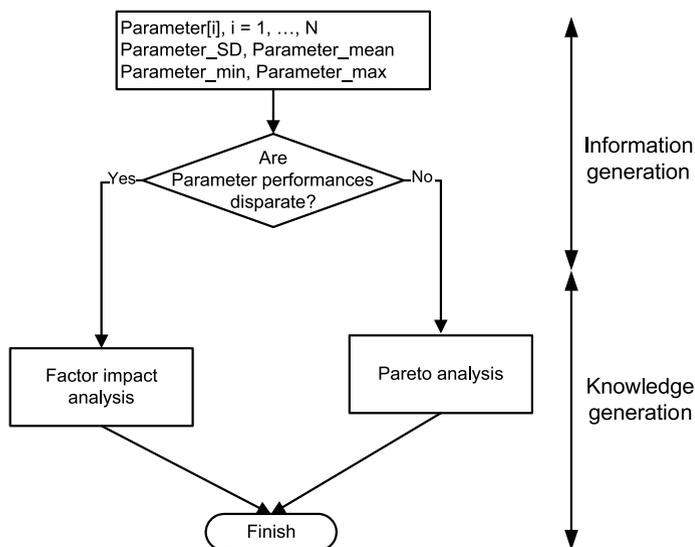 Parameter[i], i = 1, …, N
Parameter_SD, Parameter_mean
Parameter_min, Parameter_max
Are
Parameter performances
disparate?
Yes
No
Information
generation
Factor impact
analysis
Pareto analysis
Knowledge
generation
Finish